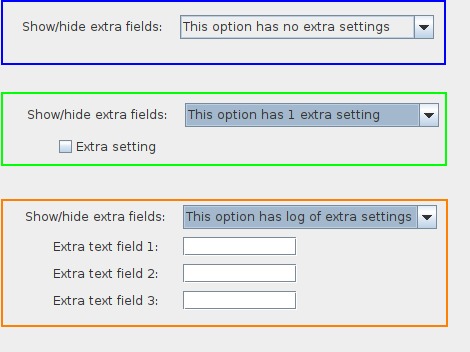 Show/hide extra fields: This option has no extra settings
Show/hide extra fields: This option has 1 extra setting
Extra setting
Show/hide extra fields: This option has log of extra settings
Extra text field 1:
Extra text field 2:
Extra text field 3: